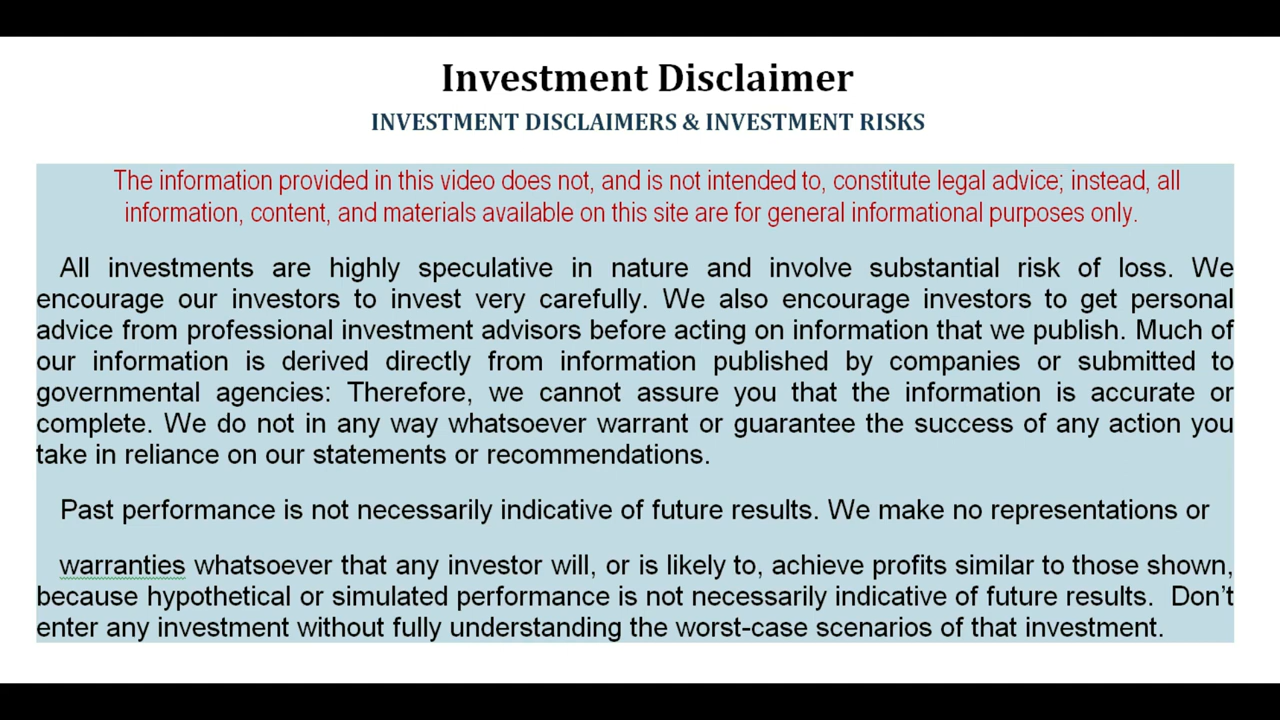 Investment Disclaimer
INVESTMENT DISCLAIMERS & INVESTMENT RISKS
The information provided in this video does not, and is not intended to, constitute legal advice; instead, all
information, content, and materials available on this site are for general informational purposes only.
All investments are highly speculative in nature and involve substantial risk of loss. We
encourage our investors to invest very carefully. We also encourage investors to get personal
advice from professional investment advisors before acting on information that we publish. Much of
our information is derived directly from information published by companies or submitted to
governmental agencies: Therefore, we cannot assure you that the information is accurate or
complete. We do not in any way whatsoever warrant or guarantee the success of any action you
take in reliance on our statements or recommendations.
Past performance is not necessarily indicative of future results. We make no representations or
warranties whatsoever that any investor will, or is likely to, achieve profits similar to those shown,
because hypothetical or simulated performance is not necessarily indicative of future results.  Don’t
enter any investment without fully understanding the worst-case scenarios of that investment.